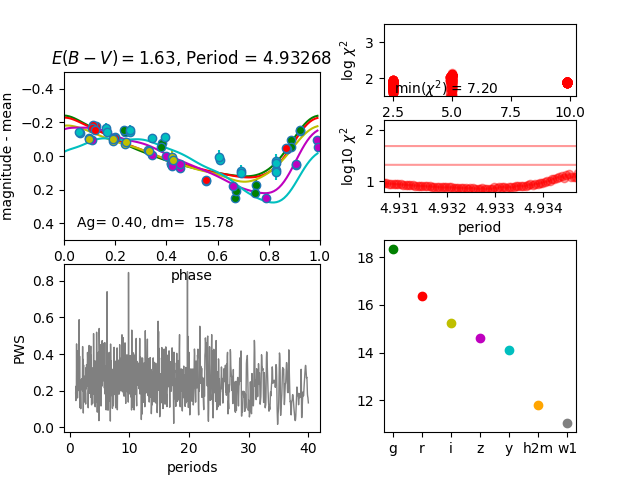 E(B − V) = 1.63, Period = 4.93268
magnitude - mean
−0.4
−0.2
0.0
0.2
0.4
Ag= 0.40, dm=  15.78
0.0 0.2 0.4 0.6 0.8 1.0
phase
log χ²
3
2
min(χ²) = 7.20
2.5 5.0 7.5 10.0
log10 χ²
2
1
4.931 4.932 4.933 4.934
period
PWS
0.8
0.6
0.4
0.2
0.0
0 10 20 30 40
periods
18
16
14
12
g r i z y h2m w1